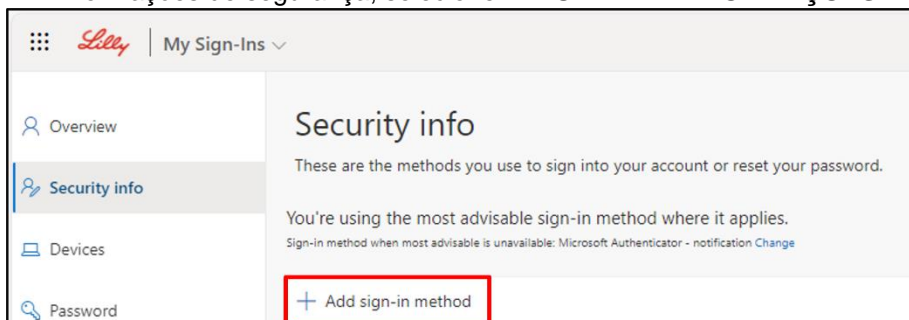 Lilly My Sign-Ins
Overview
Security info
Devices
Password
Security info
These are the methods you use to sign into your account or reset your password.
You're using the most advisable sign-in method where it applies.
Sign-in method when most advisable is unavailable: Microsoft Authenticator - notification Change
+ Add sign-in method